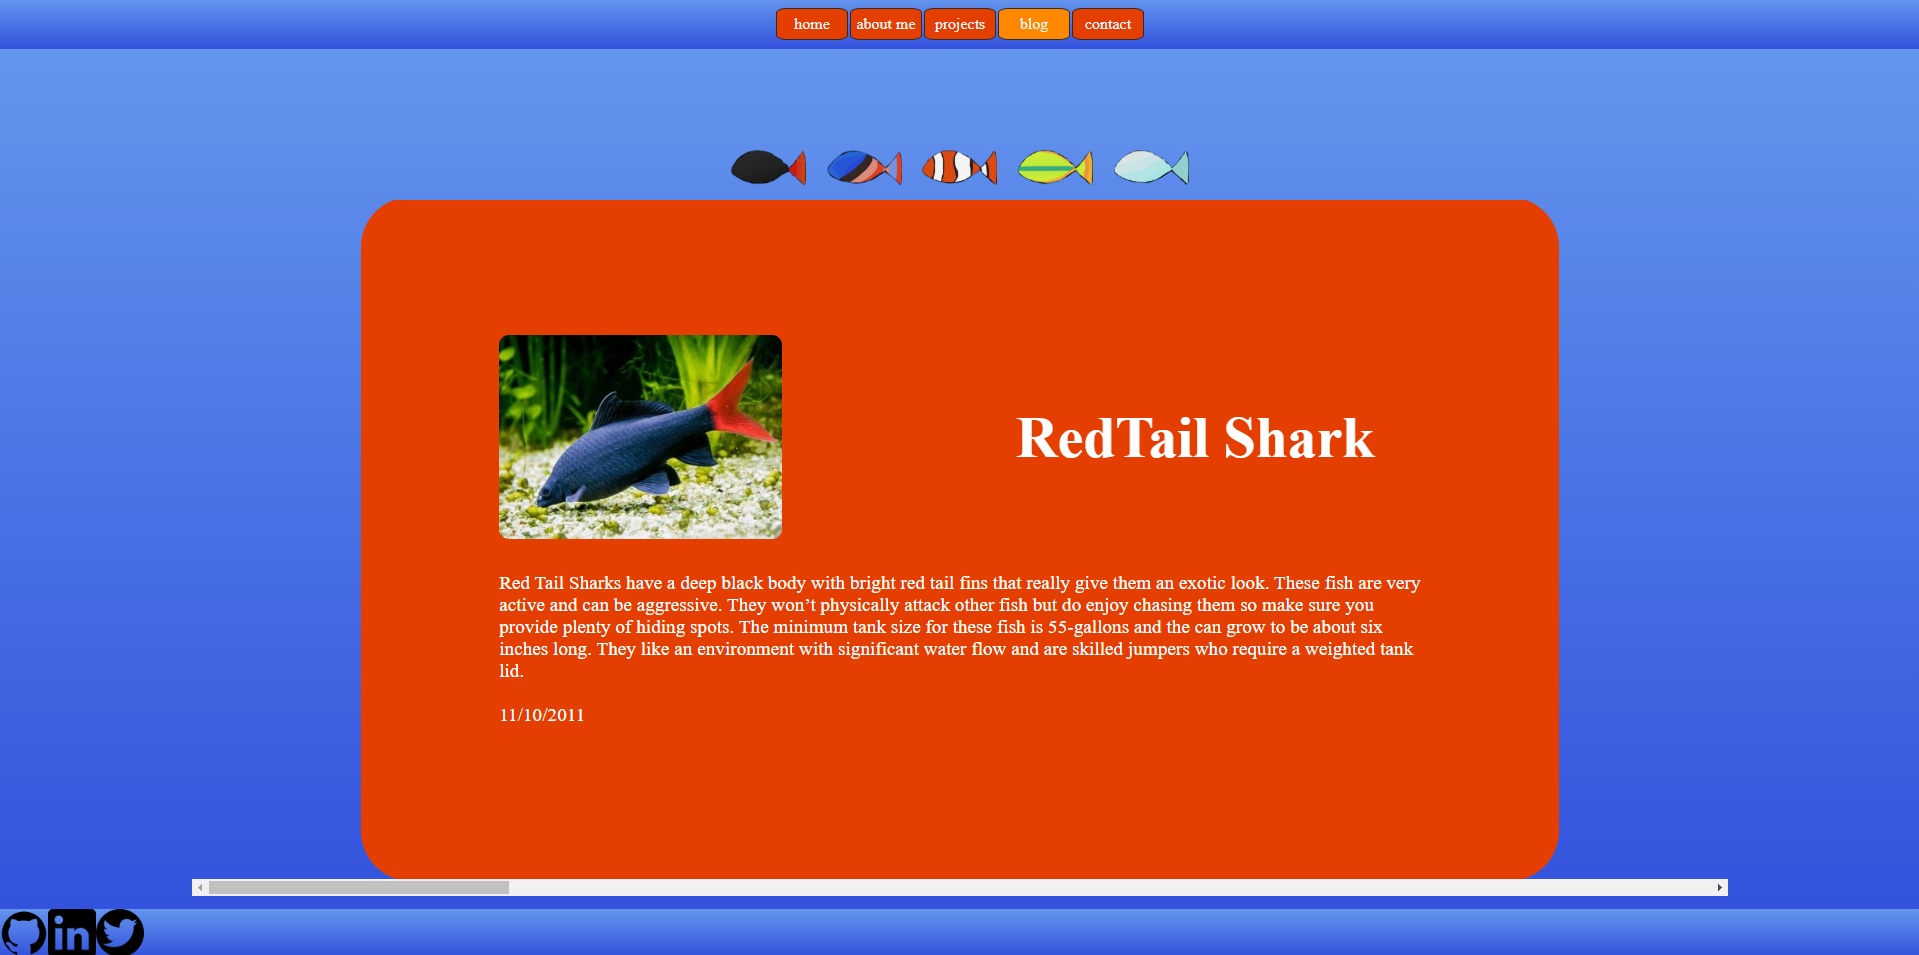 home about me projects blog contact
RedTail Shark
Red Tail Sharks have a deep black body with bright red tail fins that really give them an exotic look. These fish are very
active and can be aggressive. They won’t physically attack other fish but do enjoy chasing them so make sure you
provide plenty of hiding spots. The minimum tank size for these fish is 55-gallons and the can grow to be about six
inches long. They like an environment with significant water flow and are skilled jumpers who require a weighted tank
lid.
11/10/2011
in